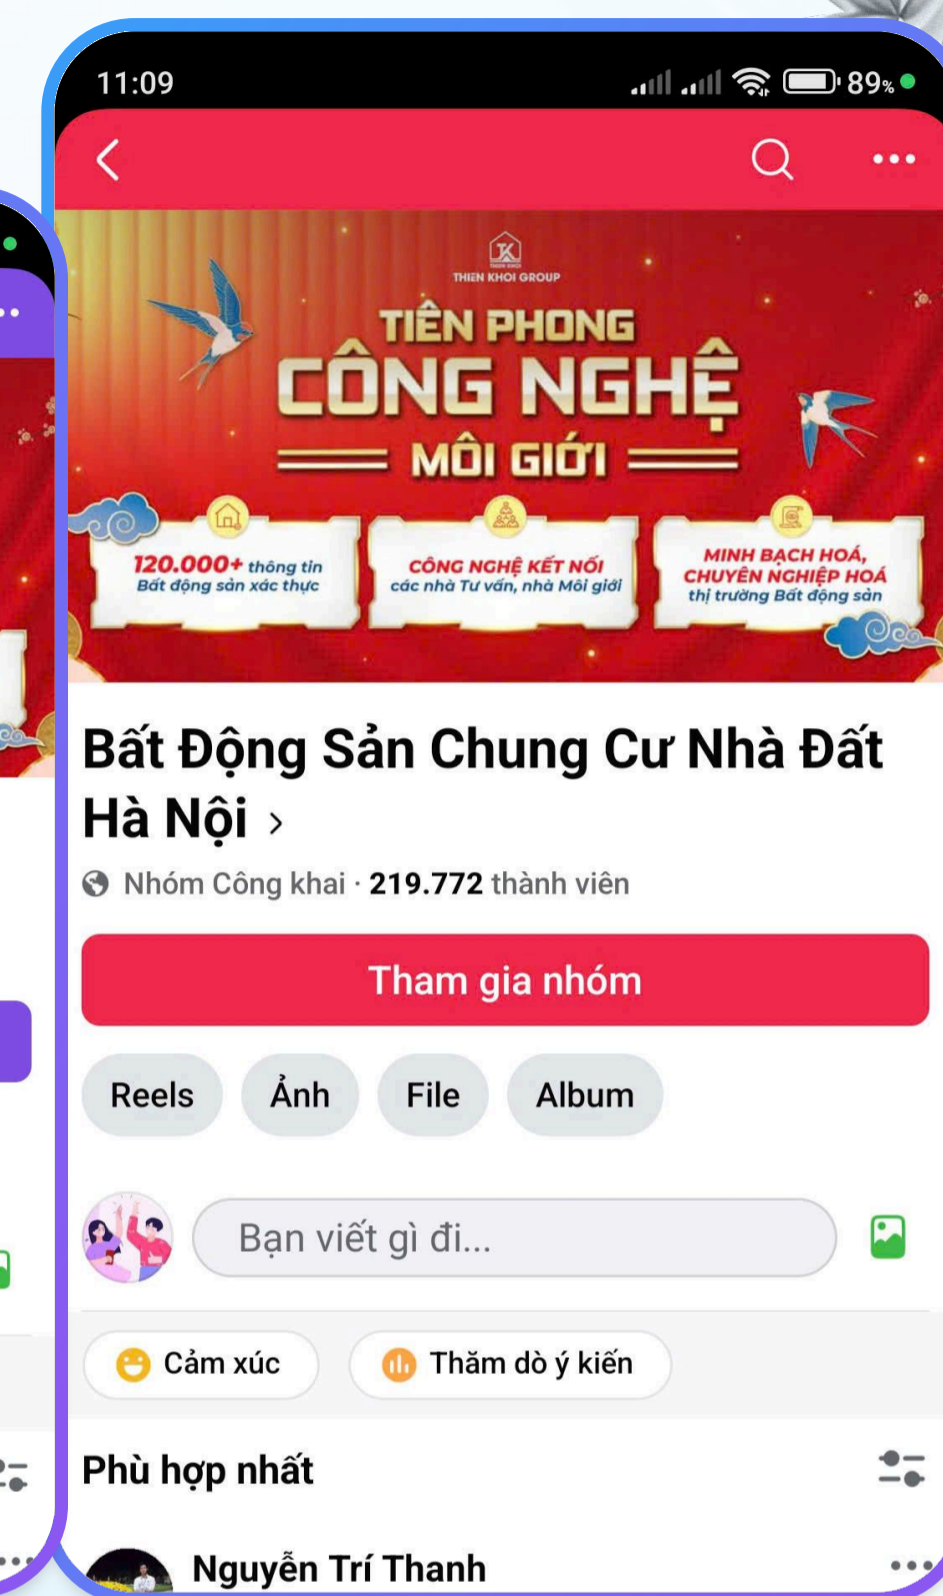 11:09
89%
THIEN KHOI GROUP
TIÊN PHONG
CÔNG NGHỆ
MÔI GIỚI
120.000+ thông tin
Bất động sản xác thực
CÔNG NGHỆ KẾT NỐI
các nhà Tư vấn, nhà Môi giới
MINH BẠCH HOÁ,
CHUYÊN NGHIỆP HOÁ
thị trường Bất động sản
Bất Động Sản Chung Cư Nhà Đất
Hà Nội ›
Nhóm Công khai · 219.772 thành viên
Tham gia nhóm
Reels Ảnh File Album
Bạn viết gì đi...
Cảm xúc Thăm dò ý kiến
Phù hợp nhất
Nguyễn Trí Thanh